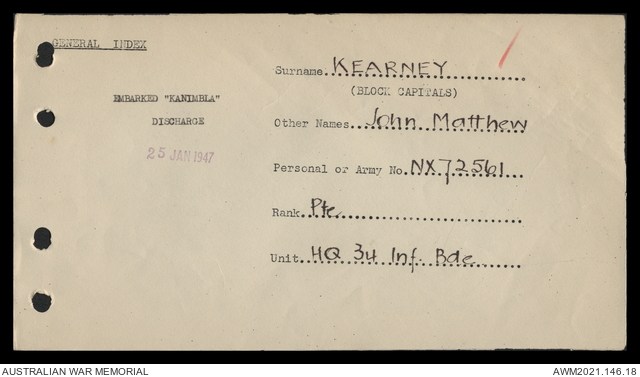 GENERAL INDEX
EMBARKED "KANIMBLA"
DISCHARGE
25 JAN 1947
Surname KEARNEY
(BLOCK CAPITALS)
Other Names John Matthew
Personal or Army No. NX72561
Rank Pte
Unit HQ 34 Inf. Bde
AUSTRALIAN WAR MEMORIAL
AWM2021.146.18